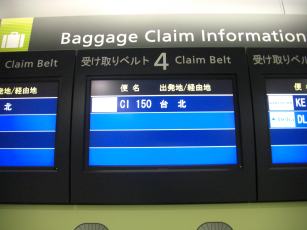 Baggage Claim Information
Claim Belt
受け取りベルト 4 Claim Belt
受け取りベルト
地/経由地
便 名 出発地/経由地
便
北
CI 150 台 北
KE
DL